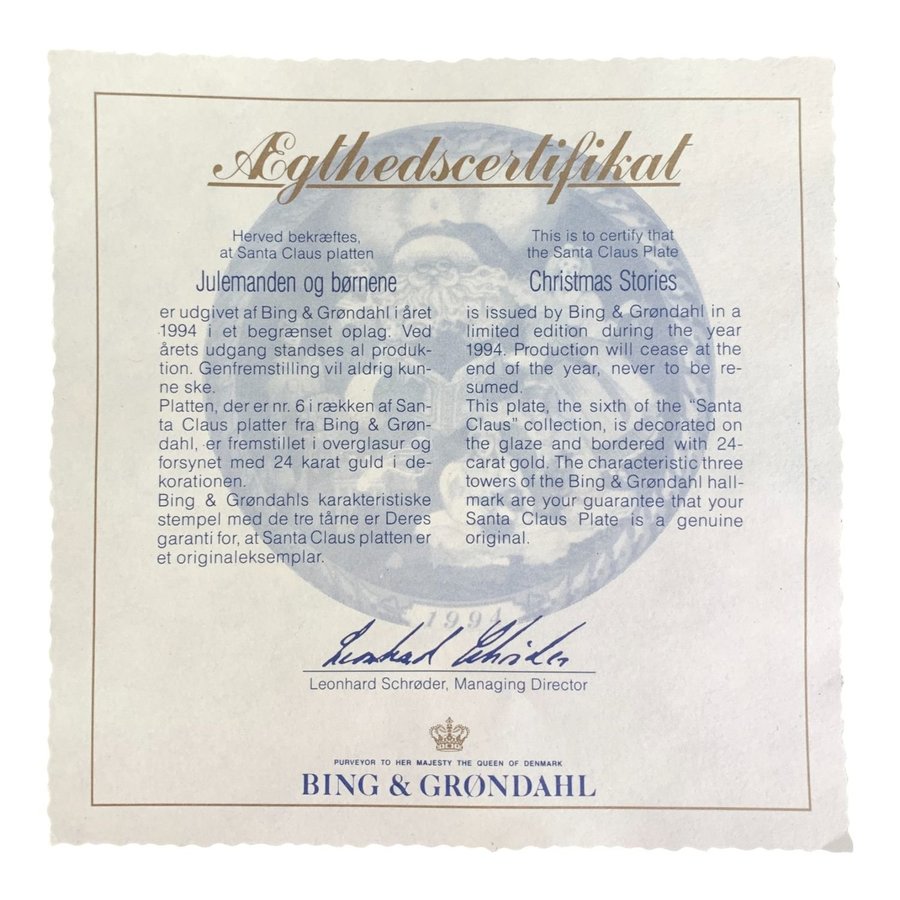 Ægthedscertifikat
Herved bekræftes,
at Santa Claus platten
Julemanden og børnene
er udgivet af Bing & Grøndahl i året
1994 i et begrænset oplag. Ved
årets udgang standses al produk-
tion. Genfremstilling vil aldrig kun-
ne ske.
Platten, der er nr. 6 i rækken af San-
ta Claus platter fra Bing & Grøn-
dahl, er fremstillet i overglasur og
forsynet med 24 karat guld i de-
korationen.
Bing & Grøndahls karakteristiske
stempel med de tre tårne er Deres
garanti for, at Santa Claus platten er
et originaleksemplar.
This is to certify that
the Santa Claus Plate
Christmas Stories
is issued by Bing & Grøndahl in a
limited edition during the year
1994. Production will cease at the
end of the year, never to be re-
sumed.
This plate, the sixth of the "Santa
Claus" collection, is decorated on
the glaze and bordered with 24-
carat gold. The characteristic three
towers of the Bing & Grøndahl hall-
mark are your guarantee that your
Santa Claus Plate is a genuine
original.
1994
Leonhard Schrøder
Leonhard Schrøder, Managing Director
PURVEYOR TO HER MAJESTY THE QUEEN OF DENMARK
BING & GRØNDAHL